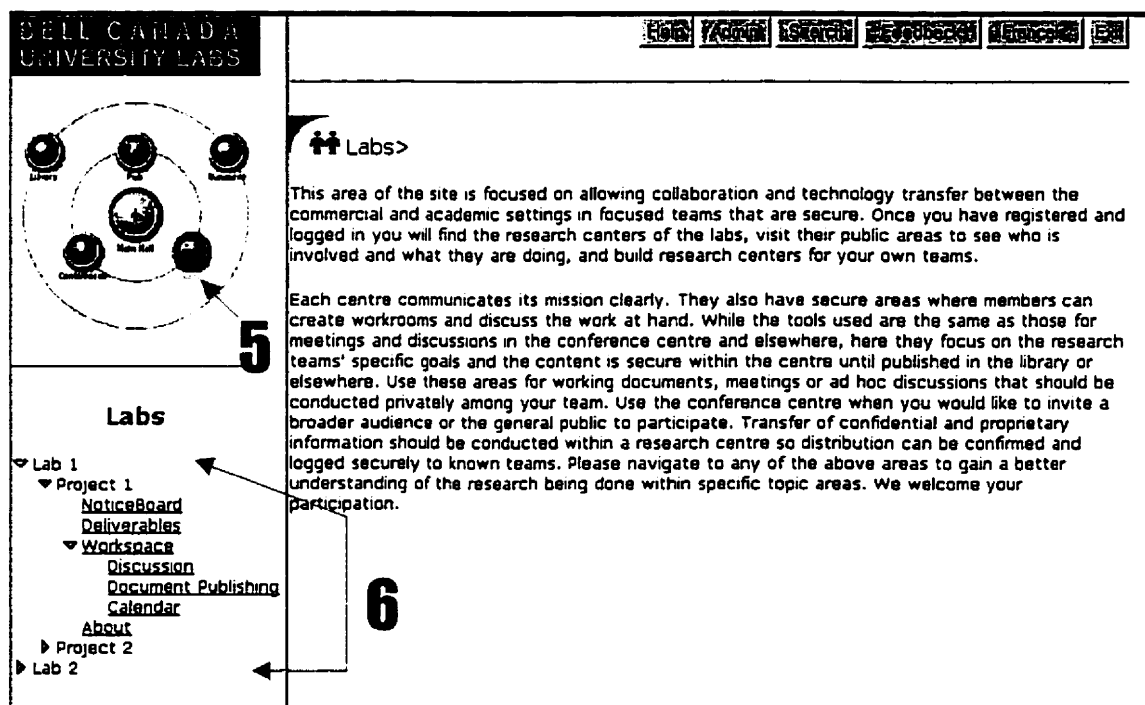 BELL CANADA
UNIVERSITY LABS
Help Admin Search Feedback Francais Exit
Library
Pub
Main Hall
5
Labs>
This area of the site is focused on allowing collaboration and technology transfer between the
commercial and academic settings in focused teams that are secure. Once you have registered and
logged in you will find the research centers of the labs, visit their public areas to see who is
involved and what they are doing, and build research centers for your own teams.
Each centre communicates its mission clearly. They also have secure areas where members can
create workrooms and discuss the work at hand. While the tools used are the same as those for
meetings and discussions in the conference centre and elsewhere, here they focus on the research
teams' specific goals and the content is secure within the centre until published in the library or
elsewhere. Use these areas for working documents, meetings or ad hoc discussions that should be
conducted privately among your team. Use the conference centre when you would like to invite a
broader audience or the general public to participate. Transfer of confidential and proprietary
information should be conducted within a research centre so distribution can be confirmed and
logged securely to known teams. Please navigate to any of the above areas to gain a better
understanding of the research being done within specific topic areas. We welcome your
participation.
Labs
Lab 1
Project 1
NoticeBoard
Deliverables
Workspace
Discussion
Document Publishing
Calendar
About
Project 2
Lab 2
6